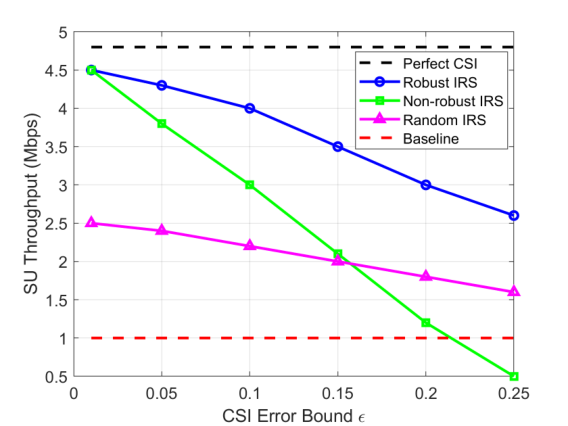 5
4.5
4
3.5
3
2.5
2
1.5
1
0.5
SU Throughput (Mbps)
Perfect CSI
Robust IRS
Non-robust IRS
Random IRS
Baseline
0
0.05
0.1
0.15
0.2
0.25
CSI Error Bound ϵ